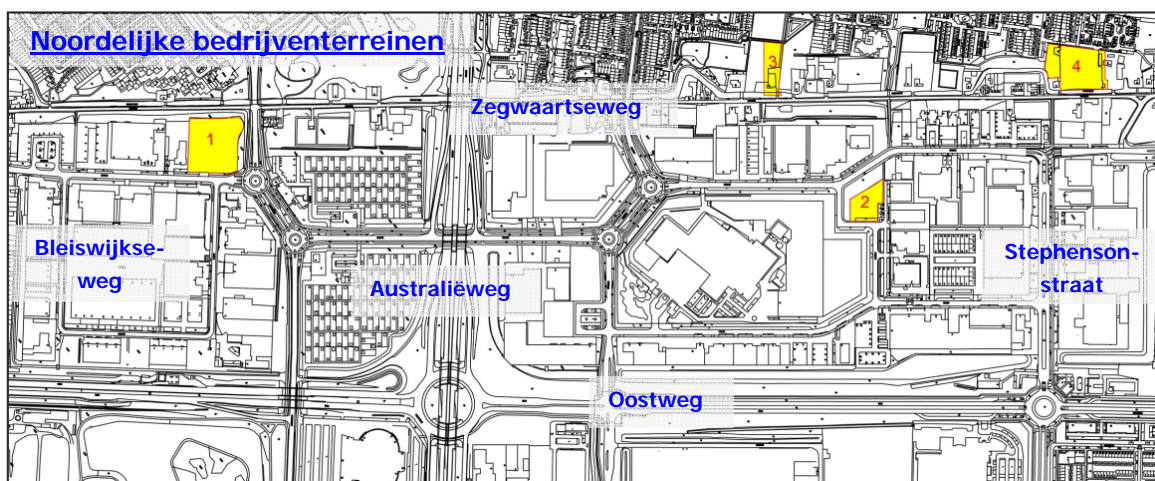 Noordelijke bedrijventerreinen
3
4
Zegwaartseweg
1
2
Bleiswijkse-
weg
Stephenson-
straat
Australiëweg
Oostweg